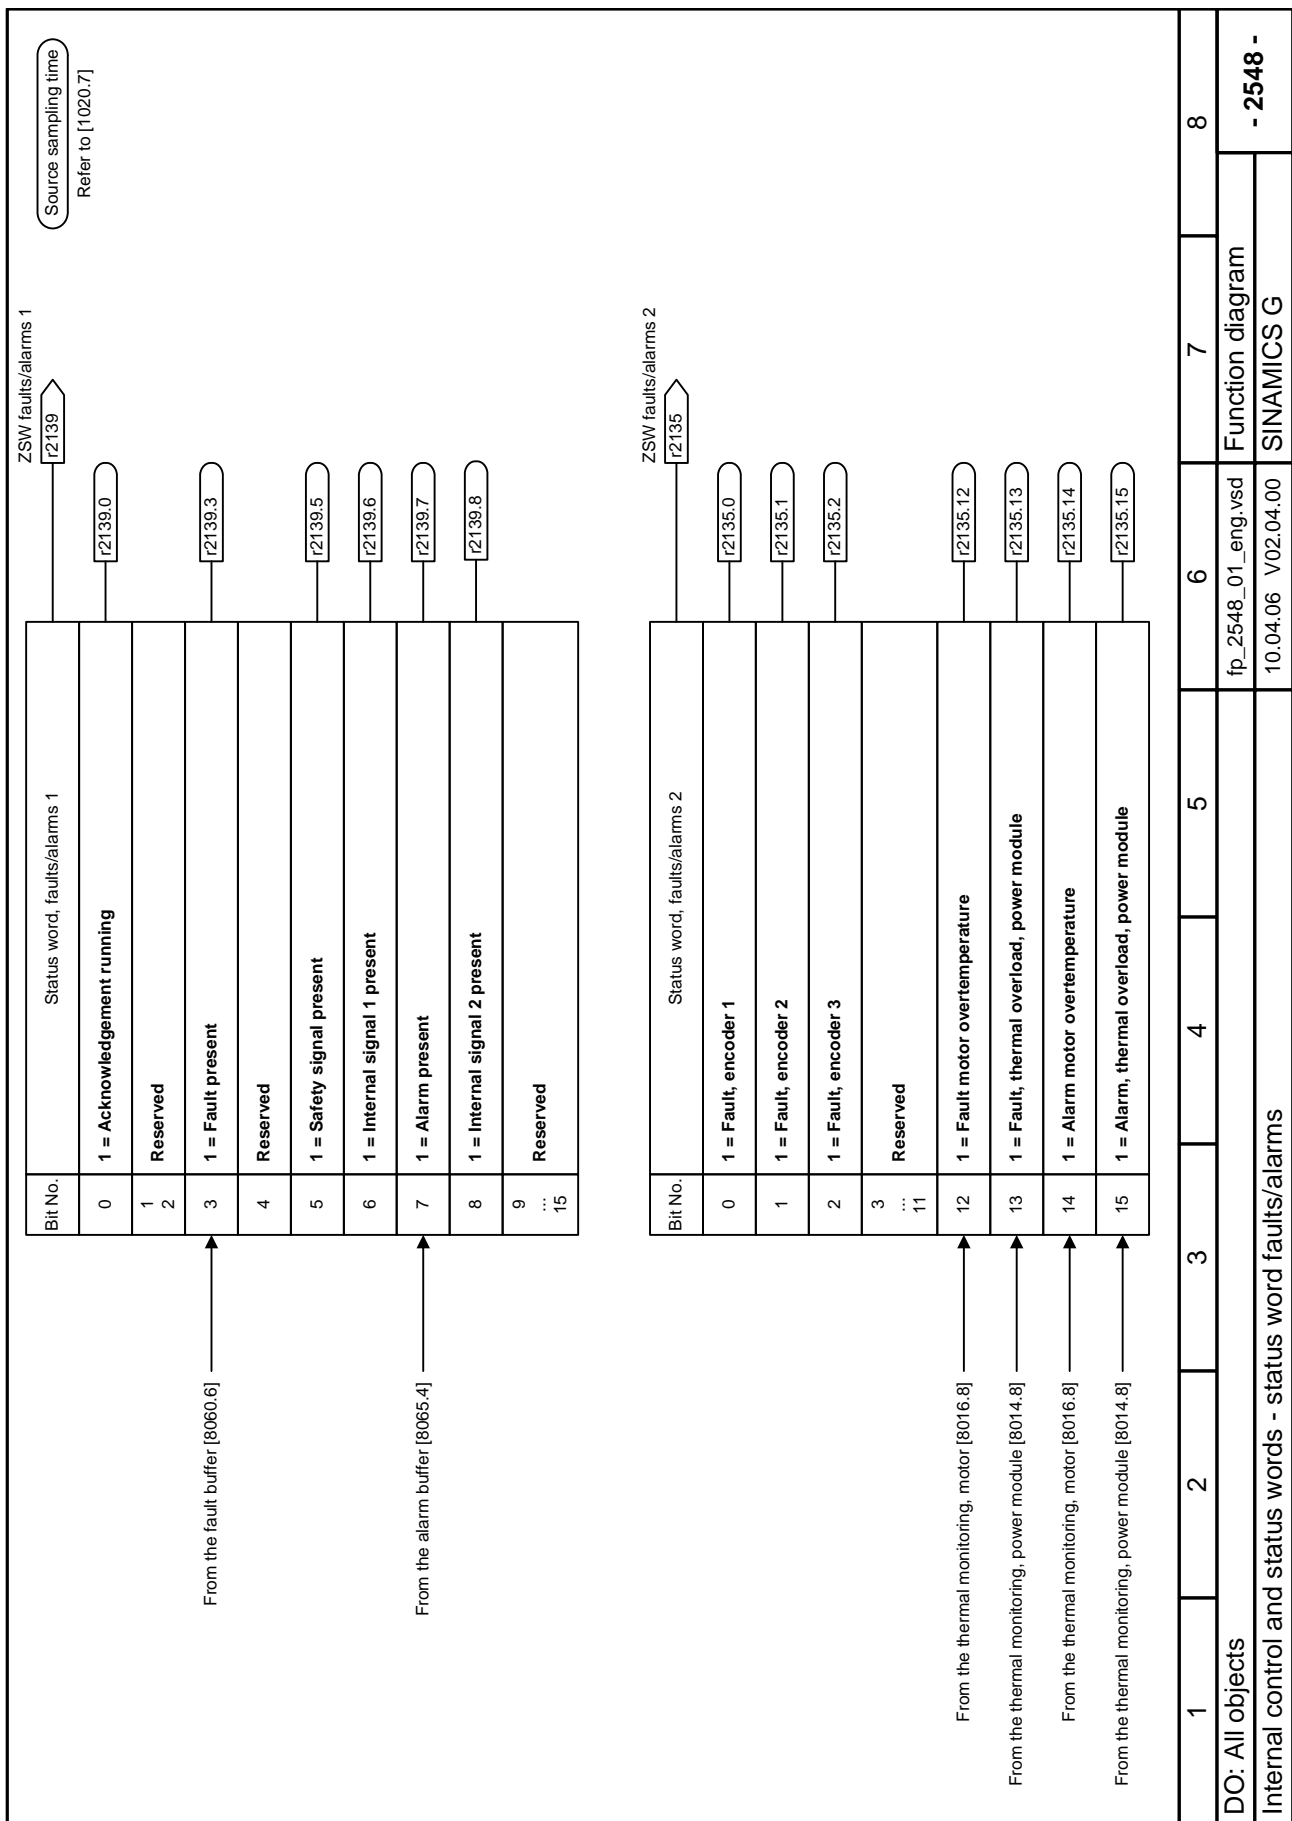 Source sampling time
Refer to [1020.7]
ZSW faults/alarms 1
r2139
Bit No. Status word, faults/alarms 1
0 1 = Acknowledgement running r2139.0
1
2
Reserved
From the fault buffer [8060.6] 3 1 = Fault present r2139.3
4 Reserved
5 1 = Safety signal present r2139.5
6 1 = Internal signal 1 present r2139.6
From the alarm buffer [8065.4] 7 1 = Alarm present r2139.7
8 1 = Internal signal 2 present r2139.8
9
...
15
Reserved
ZSW faults/alarms 2
r2135
Bit No. Status word, faults/alarms 2
0 1 = Fault, encoder 1 r2135.0
1 1 = Fault, encoder 2 r2135.1
2 1 = Fault, encoder 3 r2135.2
3
...
11
Reserved
From the thermal monitoring, motor [8016.8] 12 1 = Fault motor overtemperature r2135.12
From the thermal monitoring, power module [8014.8] 13 1 = Fault, thermal overload, power module r2135.13
From the thermal monitoring, motor [8016.8] 14 1 = Alarm motor overtemperature r2135.14
From the thermal monitoring, power module [8014.8] 15 1 = Alarm, thermal overload, power module r2135.15
1 2 3 4 5 6 7 8
DO: All objects fp_2548_01_eng.vsd Function diagram
- 2548 -
Internal control and status words - status word faults/alarms 10.04.06 V02.04.00 SINAMICS G